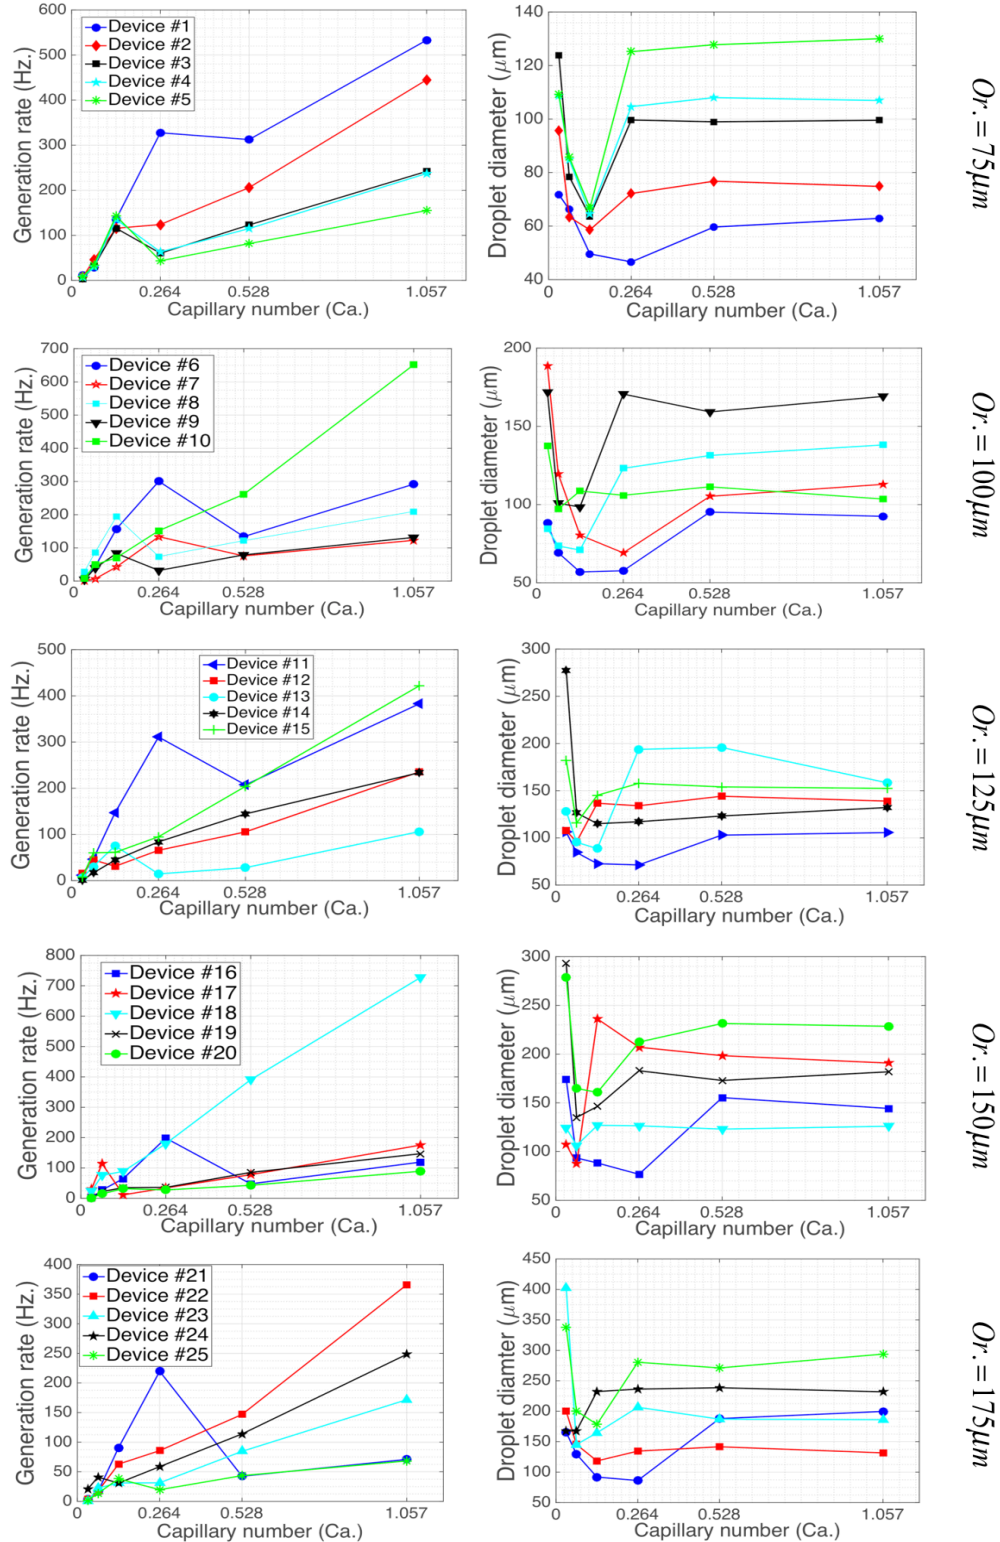 600
500
400
300
200
100
0
Generation rate (Hz.)
Device #1
Device #2
Device #3
Device #4
Device #5
0 0.264 0.528 1.057
Capillary number (Ca.)
140
120
100
80
60
40
Droplet diameter (μm)
0 0.264 0.528 1.057
Capillary number (Ca.)
Or.=75μm
700
600
500
400
300
200
100
0
Generation rate (Hz.)
Device #6
Device #7
Device #8
Device #9
Device #10
0 0.264 0.528 1.057
Capillary number (Ca.)
200
150
100
50
Droplet diameter (μm)
0 0.264 0.528 1.057
Capillary number (Ca.)
Or.=100μm
500
400
300
200
100
0
Generation rate (Hz.)
Device #11
Device #12
Device #13
Device #14
Device #15
0 0.264 0.528 1.057
Capillary number (Ca.)
300
250
200
150
100
50
Droplet diameter (μm)
0 0.264 0.528 1.057
Capillary number (Ca.)
Or.=125μm
800
700
600
500
400
300
200
100
0
Generation rate (Hz.)
Device #16
Device #17
Device #18
Device #19
Device #20
0 0.264 0.528 1.057
Capillary number (Ca.)
300
250
200
150
100
50
Droplet diameter (μm)
0 0.264 0.528 1.057
Capillary number (Ca.)
Or.=150μm
400
350
300
250
200
150
100
50
0
Generation rate (Hz.)
Device #21
Device #22
Device #23
Device #24
Device #25
0 0.264 0.528 1.057
Capillary number (Ca.)
450
400
350
300
250
200
150
100
50
Droplet diamter (μm)
0 0.264 0.528 1.057
Capillary number (Ca.)
Or.=175μm